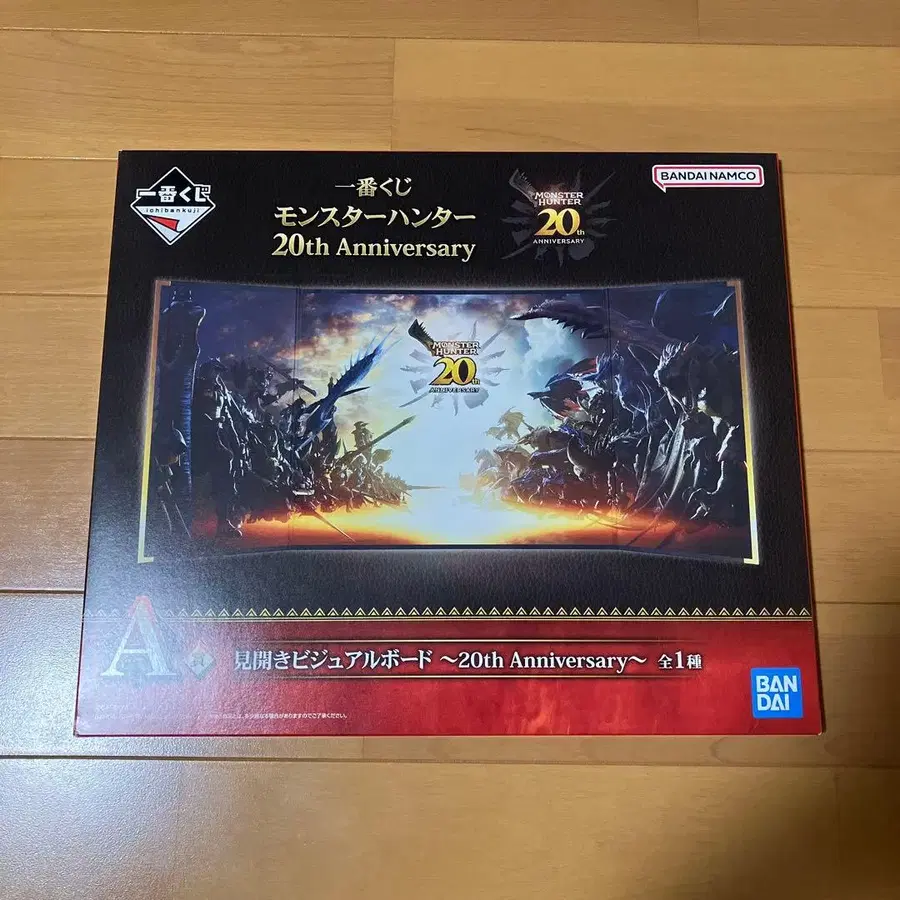 一番くじ
ichibankuji
一番くじ
モンスターハンター
20th Anniversary
MONSTER
HUNTER
20th
ANNIVERSARY
BANDAI NAMCO
MONSTER
HUNTER
20th
ANNIVERSARY
A賞
見開きビジュアルボード ～20th Anniversary～ 全1種
BAN
DAI